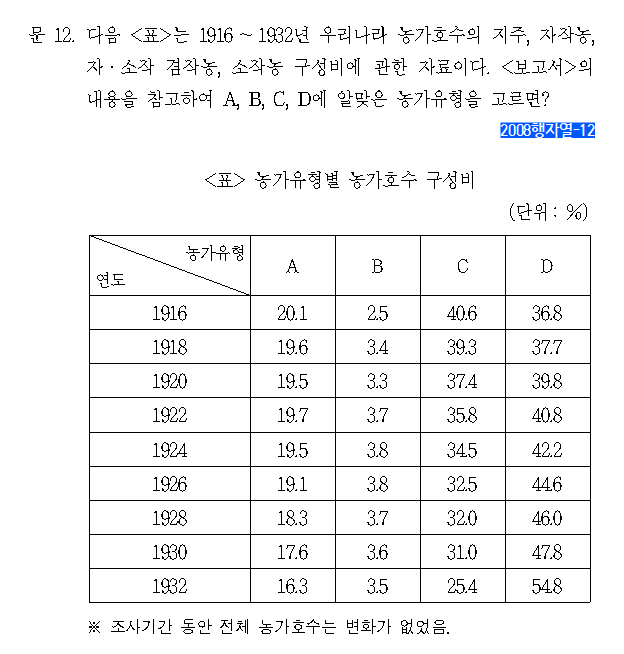 문 12. 다음 <표>는 1916 ~ 1932년 우리나라 농가호수의 지주, 자작농,
자·소작 겸작농, 소작농 구성비에 관한 자료이다. <보고서>의
내용을 참고하여 A, B, C, D에 알맞은 농가유형을 고르면?
2008행자열-12
<표> 농가유형별 농가호수 구성비
(단위 : %)
농가유형
연도 A B C D
1916 20.1 2.5 40.6 36.8
1918 19.6 3.4 39.3 37.7
1920 19.5 3.3 37.4 39.8
1922 19.7 3.7 35.8 40.8
1924 19.5 3.8 34.5 42.2
1926 19.1 3.8 32.5 44.6
1928 18.3 3.7 32.0 46.0
1930 17.6 3.6 31.0 47.8
1932 16.3 3.5 25.4 54.8
※ 조사기간 동안 전체 농가호수는 변화가 없었음.